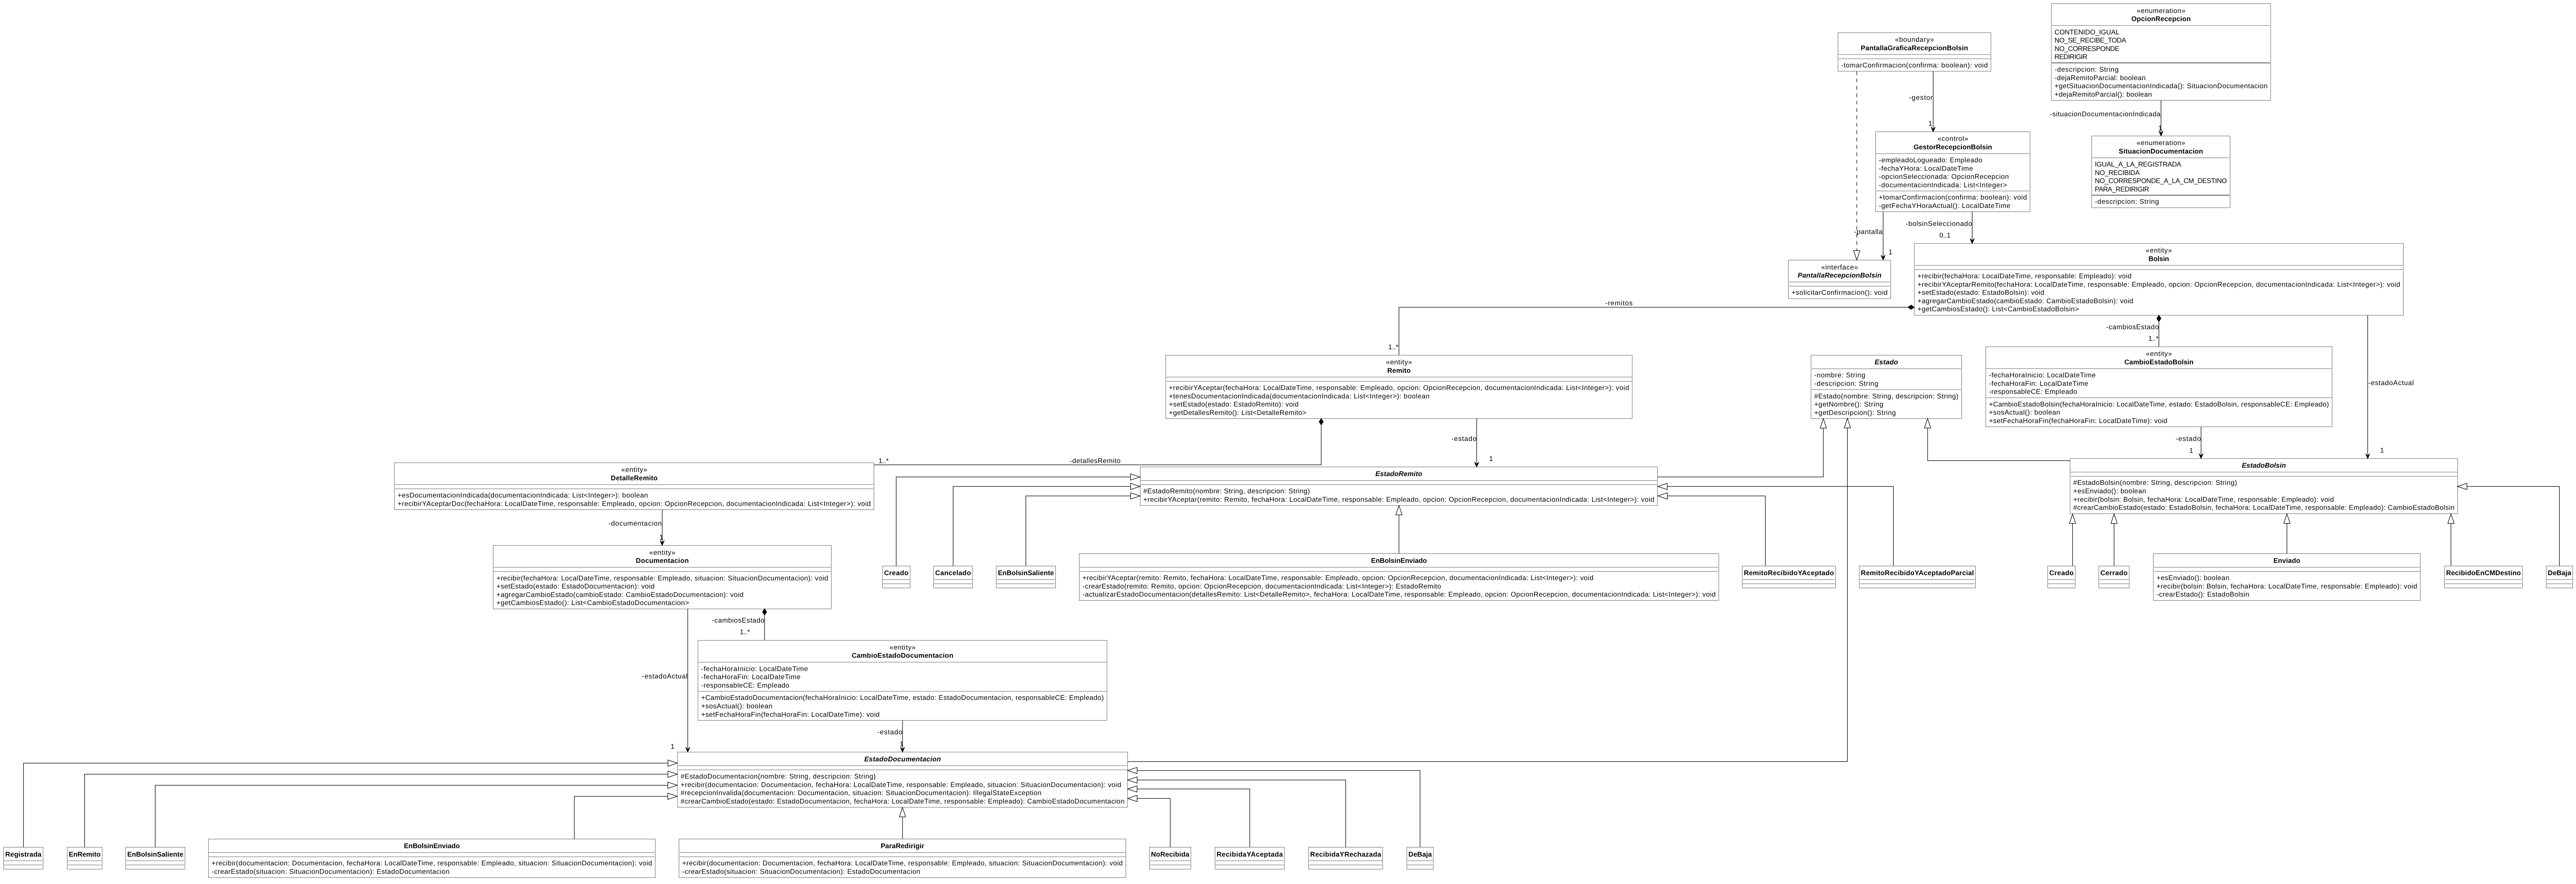 «enumeration»
OpcionRecepcion
CONTENIDO_IGUAL
NO_SE_RECIBE_TODA
NO_CORRESPONDE
REDIRIGIR
-descripcion: String
-dejaRemitoParcial: boolean
+getSituacionDocumentacionIndicada(): SituacionDocumentacion
+dejaRemitoParcial(): boolean
«boundary»
PantallaGraficaRecepcionBolsin
-tomarConfirmacion(confirma: boolean): void
-gestor
1
-situacionDocumentacionIndicada
1
«control»
GestorRecepcionBolsin
-empleadoLogueado: Empleado
-fechaYHora: LocalDateTime
-opcionSeleccionada: OpcionRecepcion
-documentacionIndicada: List<Integer>
+tomarConfirmacion(confirma: boolean): void
-getFechaYHoraActual(): LocalDateTime
«enumeration»
SituacionDocumentacion
IGUAL_A_LA_REGISTRADA
NO_RECIBIDA
NO_CORRESPONDE_A_LA_CM_DESTINO
PARA_REDIRIGIR
-descripcion: String
-pantalla
1
-bolsinSeleccionado
0..1
«interface»
PantallaRecepcionBolsin
+solicitarConfirmacion(): void
«entity»
Bolsin
+recibir(fechaHora: LocalDateTime, responsable: Empleado): void
+recibirYAceptarRemito(fechaHora: LocalDateTime, responsable: Empleado, opcion: OpcionRecepcion, documentacionIndicada: List<Integer>): void
+setEstado(estado: EstadoBolsin): void
+agregarCambioEstado(cambioEstado: CambioEstadoBolsin): void
+getCambiosEstado(): List<CambioEstadoBolsin>
-remitos
1..*
-cambiosEstado
1..*
-estadoActual
1
«entity»
Remito
+recibirYAceptar(fechaHora: LocalDateTime, responsable: Empleado, opcion: OpcionRecepcion, documentacionIndicada: List<Integer>): void
+tenesDocumentacionIndicada(documentacionIndicada: List<Integer>): boolean
+setEstado(estado: EstadoRemito): void
+getDetallesRemito(): List<DetalleRemito>
Estado
-nombre: String
-descripcion: String
#Estado(nombre: String, descripcion: String)
+getNombre(): String
+getDescripcion(): String
«entity»
CambioEstadoBolsin
-fechaHoraInicio: LocalDateTime
-fechaHoraFin: LocalDateTime
-responsableCE: Empleado
+CambioEstadoBolsin(fechaHoraInicio: LocalDateTime, estado: EstadoBolsin, responsableCE: Empleado)
+sosActual(): boolean
+setFechaHoraFin(fechaHoraFin: LocalDateTime): void
-detallesRemito
1..*
-estado
1
-estado
1
«entity»
DetalleRemito
+esDocumentacionIndicada(documentacionIndicada: List<Integer>): boolean
+recibirYAceptarDoc(fechaHora: LocalDateTime, responsable: Empleado, opcion: OpcionRecepcion, documentacionIndicada: List<Integer>): void
EstadoRemito
#EstadoRemito(nombre: String, descripcion: String)
+recibirYAceptar(remito: Remito, fechaHora: LocalDateTime, responsable: Empleado, opcion: OpcionRecepcion, documentacionIndicada: List<Integer>): void
EstadoBolsin
#EstadoBolsin(nombre: String, descripcion: String)
+esEnviado(): boolean
+recibir(bolsin: Bolsin, fechaHora: LocalDateTime, responsable: Empleado): void
#crearCambioEstado(estado: EstadoBolsin, fechaHora: LocalDateTime, responsable: Empleado): CambioEstadoBolsin
-documentacion
1
«entity»
Documentacion
+recibir(fechaHora: LocalDateTime, responsable: Empleado, situacion: SituacionDocumentacion): void
+setEstado(estado: EstadoDocumentacion): void
+agregarCambioEstado(cambioEstado: CambioEstadoDocumentacion): void
+getCambiosEstado(): List<CambioEstadoDocumentacion>
Creado
Cancelado
EnBolsinSaliente
EnBolsinEnviado
+recibirYAceptar(remito: Remito, fechaHora: LocalDateTime, responsable: Empleado, opcion: OpcionRecepcion, documentacionIndicada: List<Integer>): void
-crearEstado(remito: Remito, opcion: OpcionRecepcion, documentacionIndicada: List<Integer>): EstadoRemito
-actualizarEstadoDocumentacion(detallesRemito: List<DetalleRemito>, fechaHora: LocalDateTime, responsable: Empleado, opcion: OpcionRecepcion, documentacionIndicada: List<Integer>): void
RemitoRecibidoYAceptado
RemitoRecibidoYAceptadoParcial
Creado
Cerrado
Enviado
+esEnviado(): boolean
+recibir(bolsin: Bolsin, fechaHora: LocalDateTime, responsable: Empleado): void
-crearEstado(): EstadoBolsin
RecibidoEnCMDestino
DeBaja
-cambiosEstado
1..*
-estadoActual
1
«entity»
CambioEstadoDocumentacion
-fechaHoraInicio: LocalDateTime
-fechaHoraFin: LocalDateTime
-responsableCE: Empleado
+CambioEstadoDocumentacion(fechaHoraInicio: LocalDateTime, estado: EstadoDocumentacion, responsableCE: Empleado)
+sosActual(): boolean
+setFechaHoraFin(fechaHoraFin: LocalDateTime): void
-estado
1
EstadoDocumentacion
#EstadoDocumentacion(nombre: String, descripcion: String)
+recibir(documentacion: Documentacion, fechaHora: LocalDateTime, responsable: Empleado, situacion: SituacionDocumentacion): void
#recepcionInvalida(documentacion: Documentacion, situacion: SituacionDocumentacion): IllegalStateException
#crearCambioEstado(estado: EstadoDocumentacion, fechaHora: LocalDateTime, responsable: Empleado): CambioEstadoDocumentacion
Registrada
EnRemito
EnBolsinSaliente
EnBolsinEnviado
+recibir(documentacion: Documentacion, fechaHora: LocalDateTime, responsable: Empleado, situacion: SituacionDocumentacion): void
-crearEstado(situacion: SituacionDocumentacion): EstadoDocumentacion
ParaRedirigir
+recibir(documentacion: Documentacion, fechaHora: LocalDateTime, responsable: Empleado, situacion: SituacionDocumentacion): void
-crearEstado(situacion: SituacionDocumentacion): EstadoDocumentacion
NoRecibida
RecibidaYAceptada
RecibidaYRechazada
DeBaja